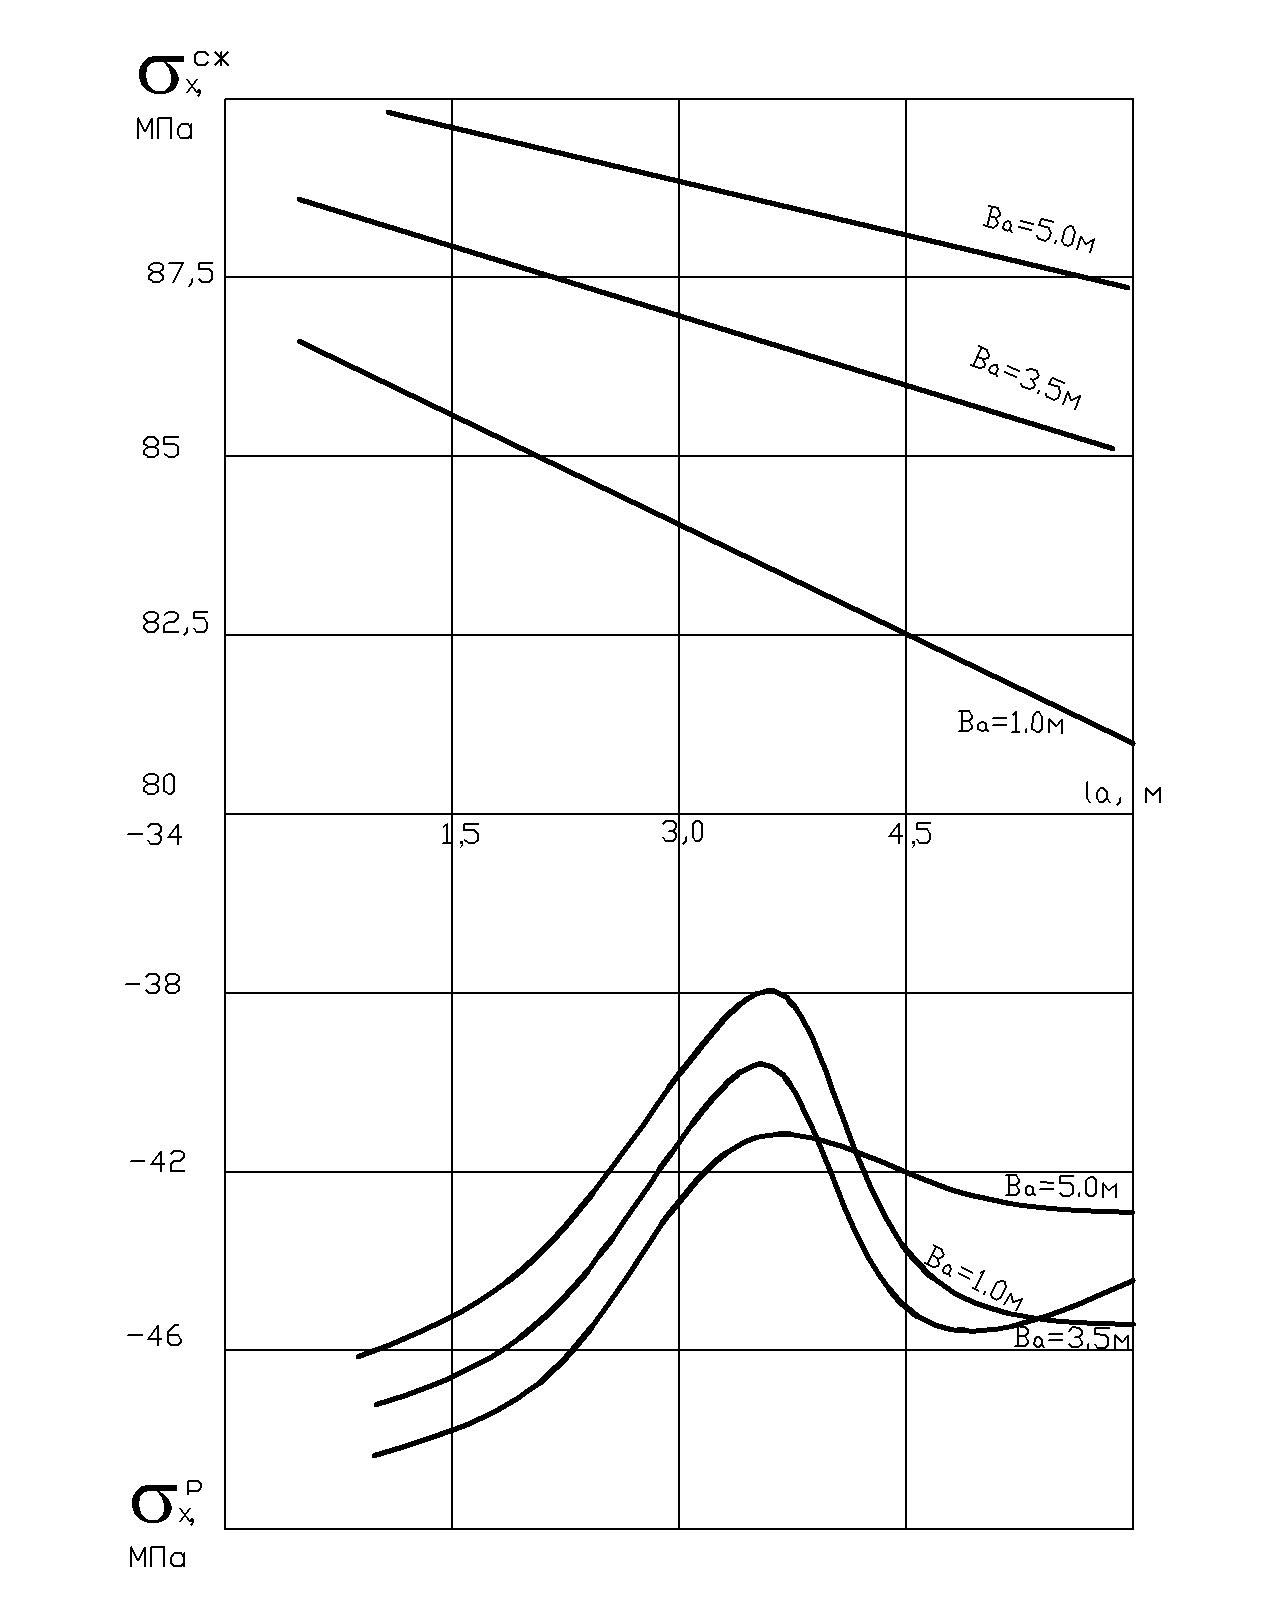 σх, сж
МПа
Ba=5.0м
87,5
Ba=3.5м
85
82,5
Ba=1.0м
80
la, м
-34
1,5
3,0
4,5
-38
-42
Ba=5.0м
Ba=1.0м
-46
Ba=3.5м
σх, р
МПа